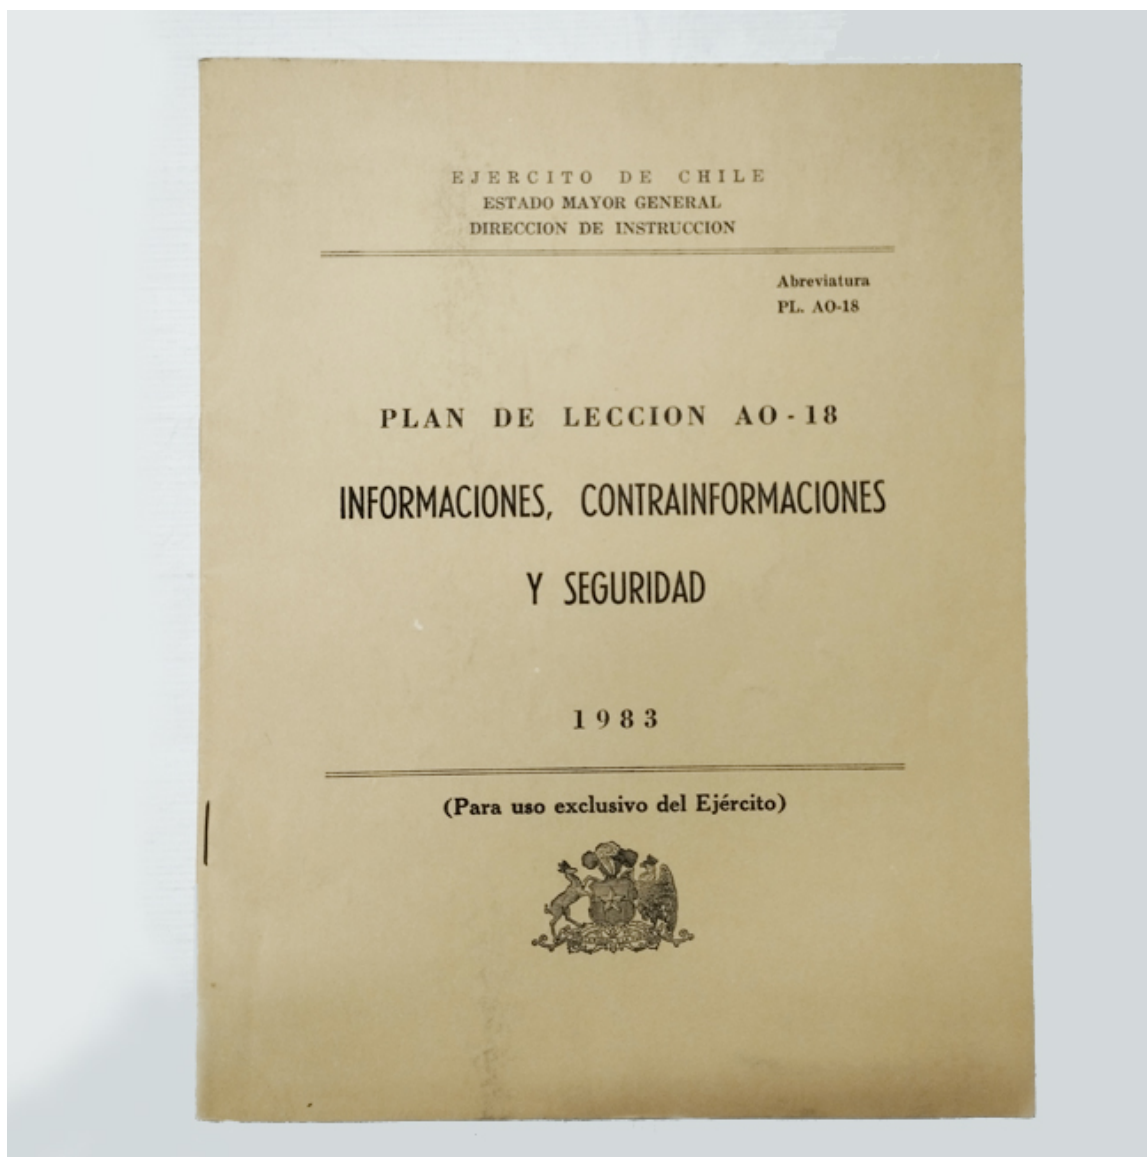 EJERCITO DE CHILE
ESTADO MAYOR GENERAL
DIRECCION DE INSTRUCCION
Abreviatura
PL. AO-18
PLAN DE LECCION AO-18
INFORMACIONES, CONTRAINFORMACIONES
Y SEGURIDAD
1983
(Para uso exclusivo del Ejército)